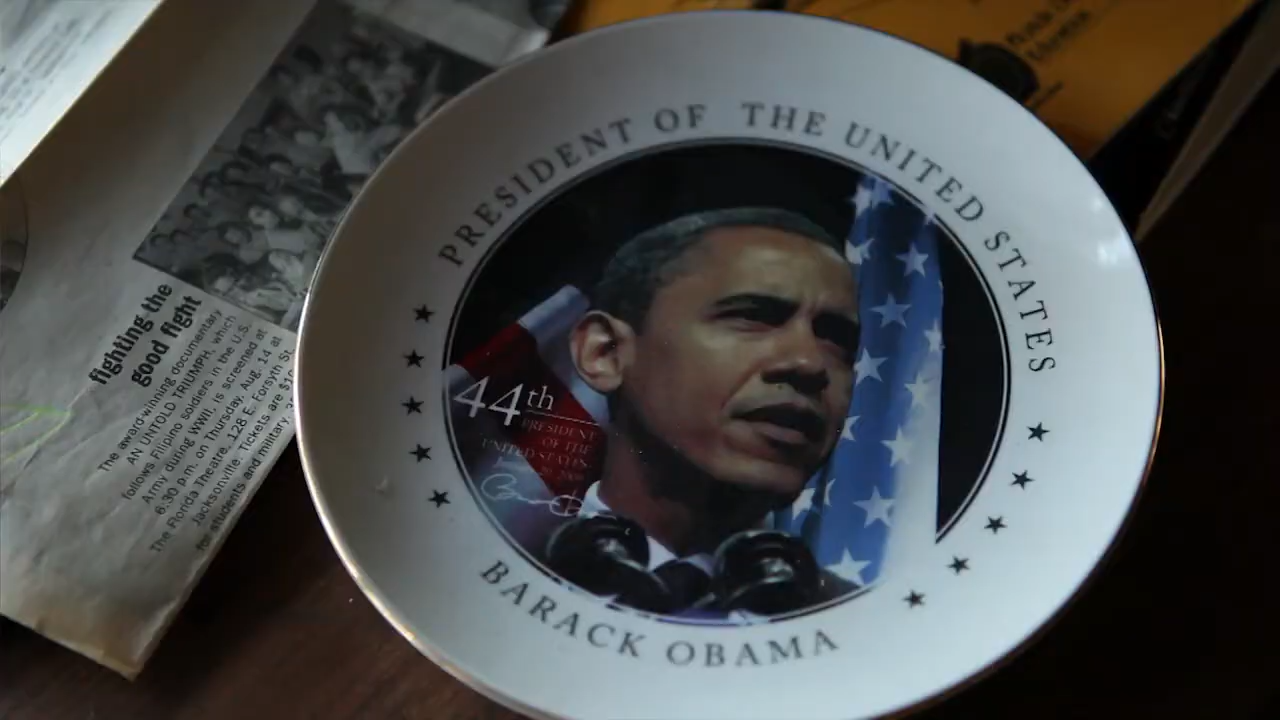 PRESIDENT OF THE UNITED STATES
44th
PRESIDENT
OF THE
UNITED STATES
BARACK OBAMA
fighting the
good fight
The award-winning documentary
AN UNTOLD TRIUMPH, which
follows Filipino soldiers in the U.S.
Army during WWII, is screened at
6:30 p.m. on Thursday, Aug. 14 at
The Florida Theatre, 128 E. Forsyth St.
Jacksonville. Tickets are $10
for students and military